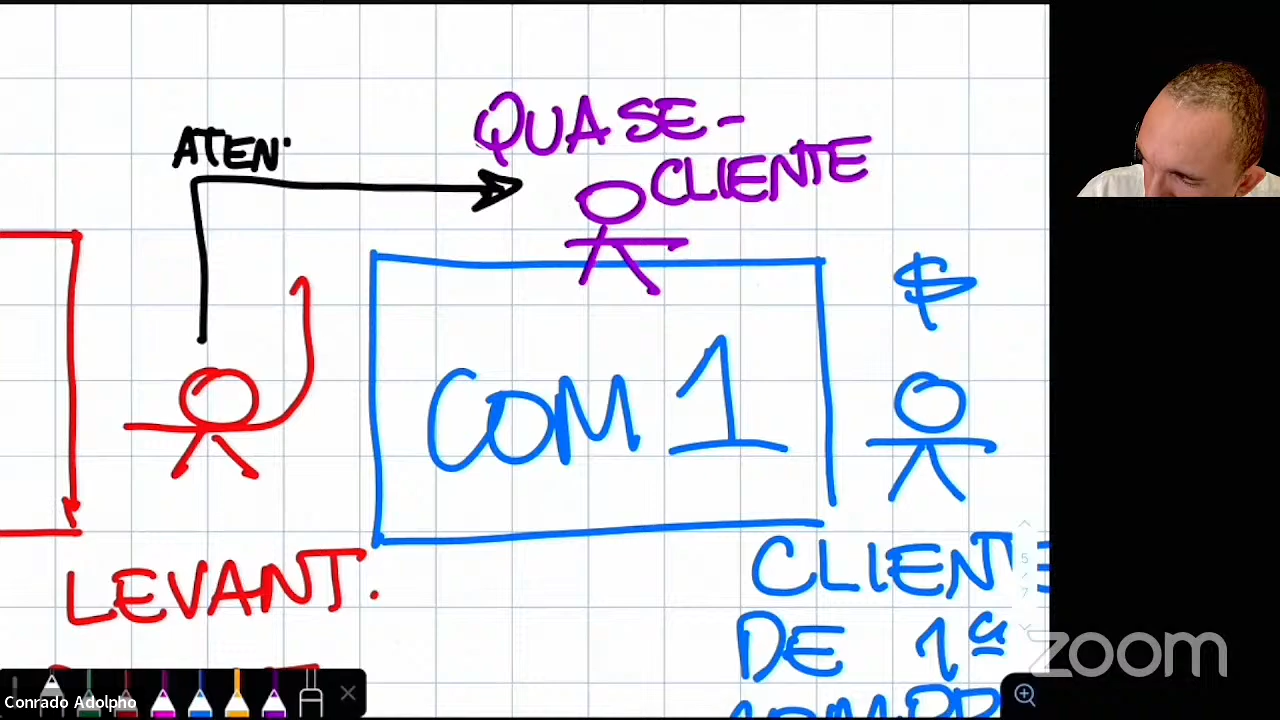 QUASE-
CLIENTE
ATEN.
$
COM 1
LEVANT.
CLIENTE
DE 1ª
zoom
Conrado Adolpho